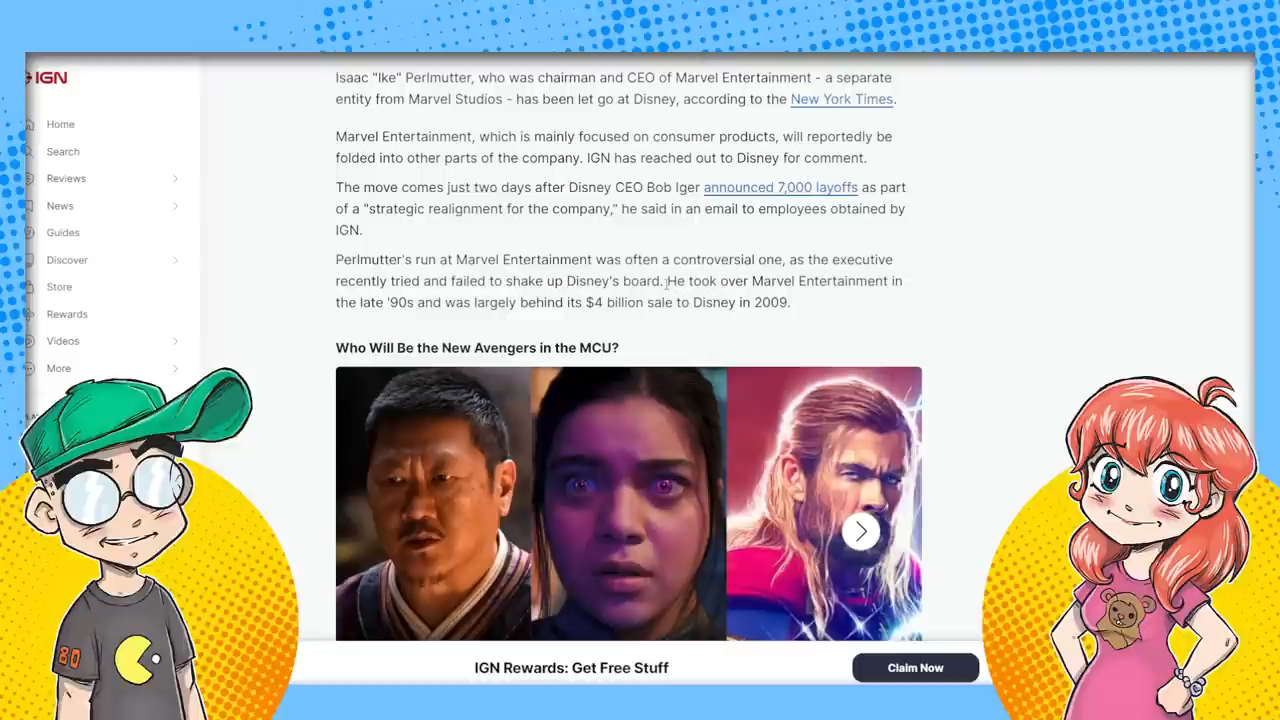 IGN
Home
Search
Reviews
News
Guides
Discover
Store
Rewards
Videos
More
Isaac "Ike" Perlmutter, who was chairman and CEO of Marvel Entertainment - a separate
entity from Marvel Studios - has been let go at Disney, according to the New York Times.
Marvel Entertainment, which is mainly focused on consumer products, will reportedly be
folded into other parts of the company. IGN has reached out to Disney for comment.
The move comes just two days after Disney CEO Bob Iger announced 7,000 layoffs as part
of a "strategic realignment for the company," he said in an email to employees obtained by
IGN.
Perlmutter's run at Marvel Entertainment was often a controversial one, as the executive
recently tried and failed to shake up Disney's board. He took over Marvel Entertainment in
the late '90s and was largely behind its $4 billion sale to Disney in 2009.
Who Will Be the New Avengers in the MCU?
IGN Rewards: Get Free Stuff
Claim Now
80